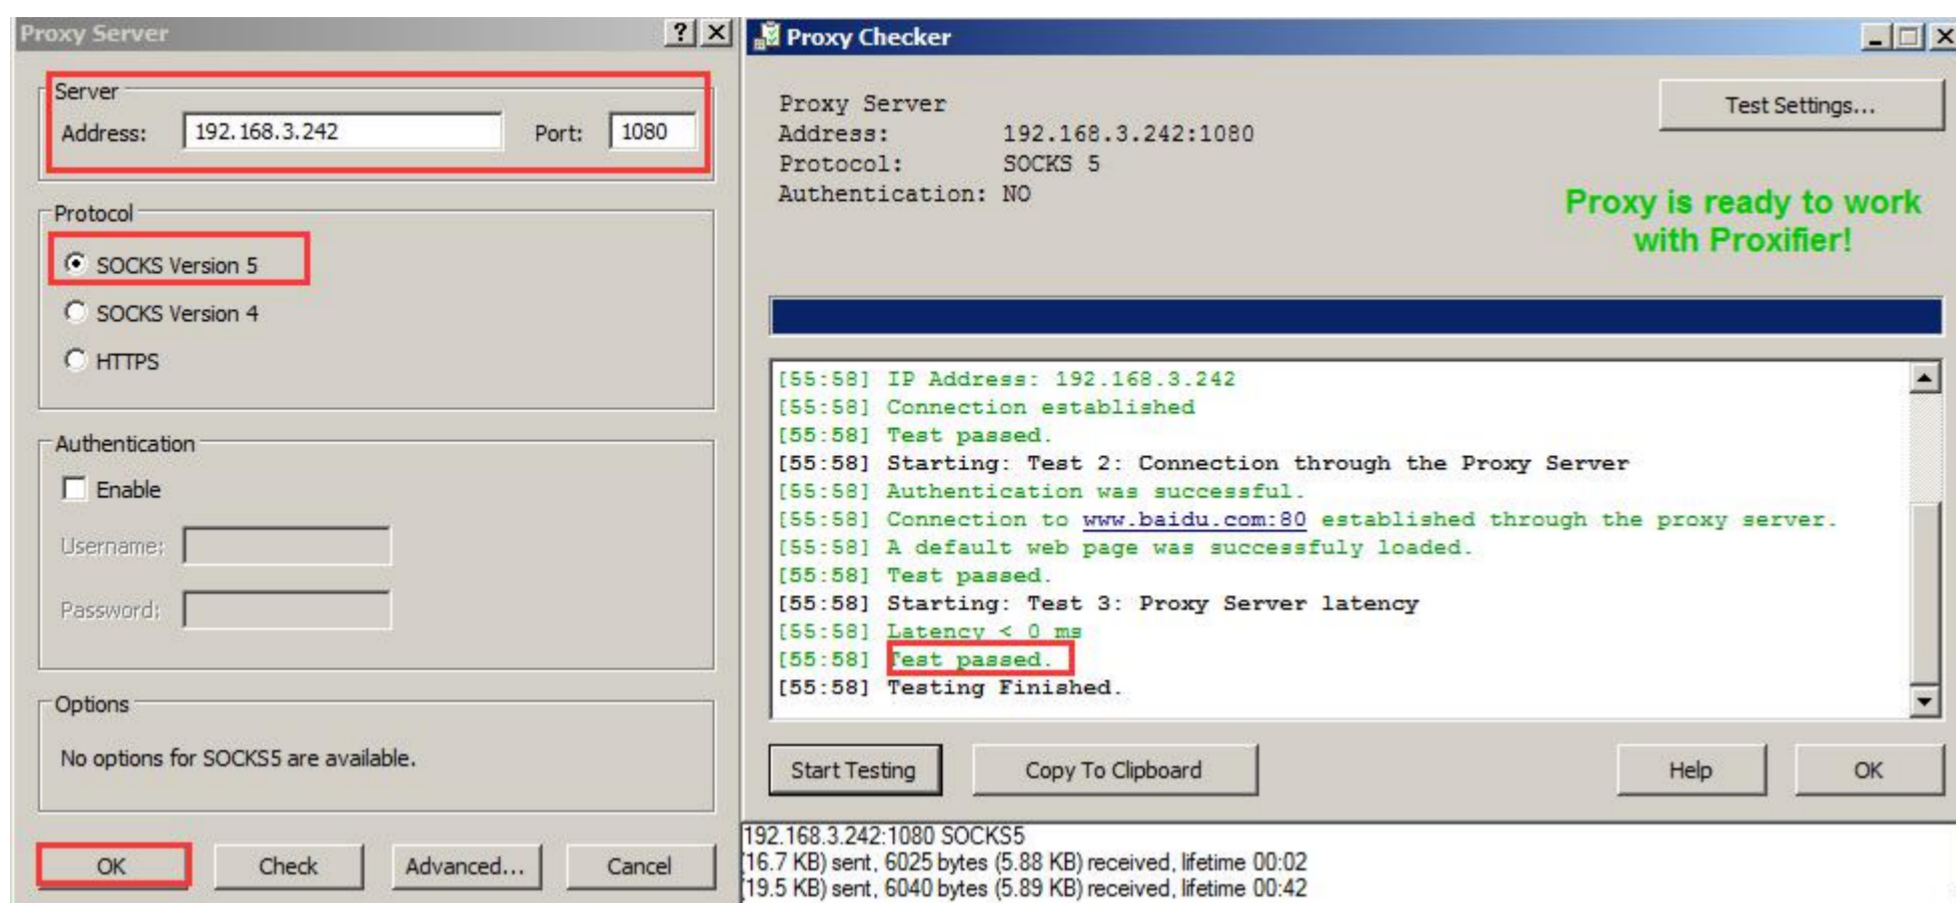 Proxy Server
Server
Address: 192.168.3.242 Port: 1080
Protocol
SOCKS Version 5
SOCKS Version 4
HTTPS
Authentication
Enable
Username:
Password:
Options
No options for SOCKS5 are available.
OK Check Advanced... Cancel
Proxy Checker
Proxy Server
Address: 192.168.3.242:1080
Protocol: SOCKS 5
Authentication: NO
Test Settings...
Proxy is ready to work
with Proxifier!
[55:58] IP Address: 192.168.3.242
[55:58] Connection established
[55:58] Test passed.
[55:58] Starting: Test 2: Connection through the Proxy Server
[55:58] Authentication was successful.
[55:58] Connection to www.baidu.com:80 established through the proxy server.
[55:58] A default web page was successfuly loaded.
[55:58] Test passed.
[55:58] Starting: Test 3: Proxy Server latency
[55:58] Latency < 0 ms
[55:58] Test passed.
[55:58] Testing Finished.
Start Testing Copy To Clipboard Help OK
192.168.3.242:1080 SOCKS5
(16.7 KB) sent, 6025 bytes (5.88 KB) received, lifetime 00:02
(19.5 KB) sent, 6040 bytes (5.89 KB) received, lifetime 00:42